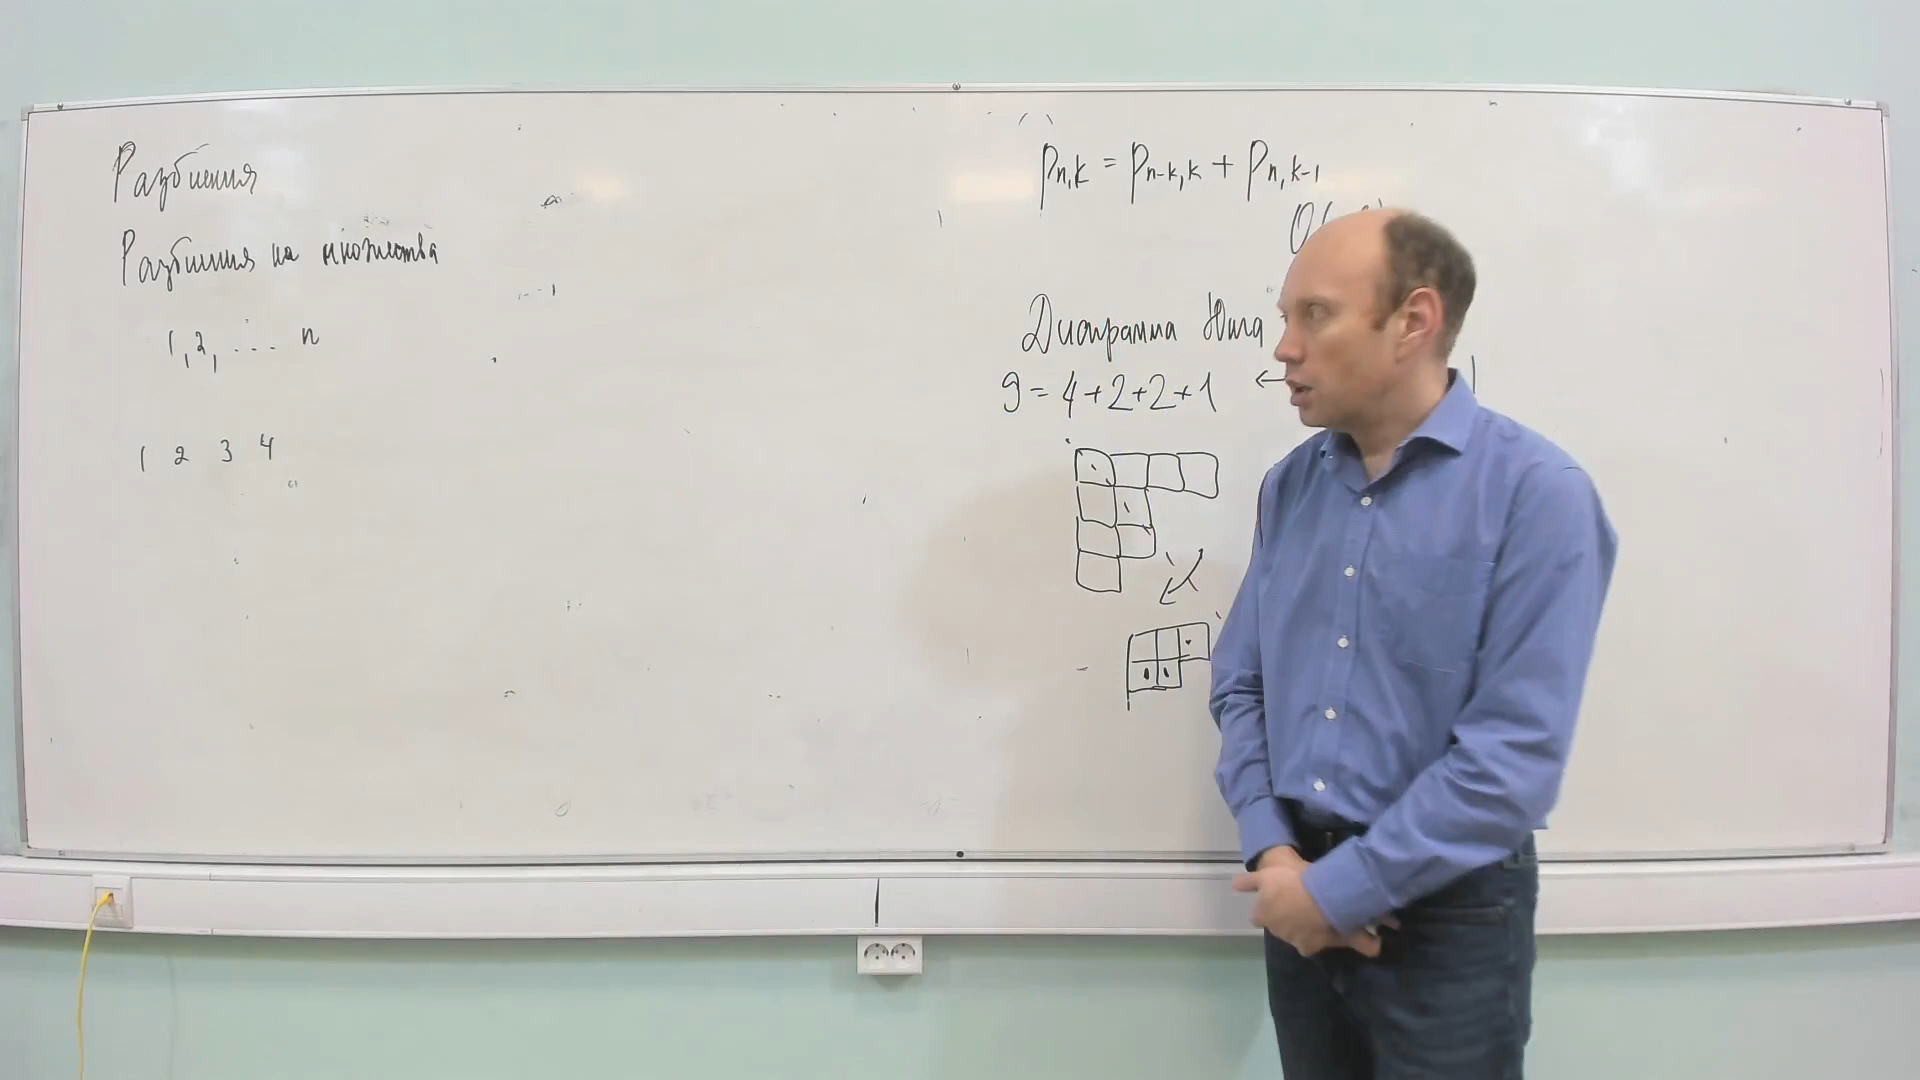 Разбиения
Разбиения на множества
1, 2, ... n
1 2 3 4
Pn,k = Pn-k,k + Pn,k-1
O(
Диаграмма Юнга
9 = 4+2+2+1 ←